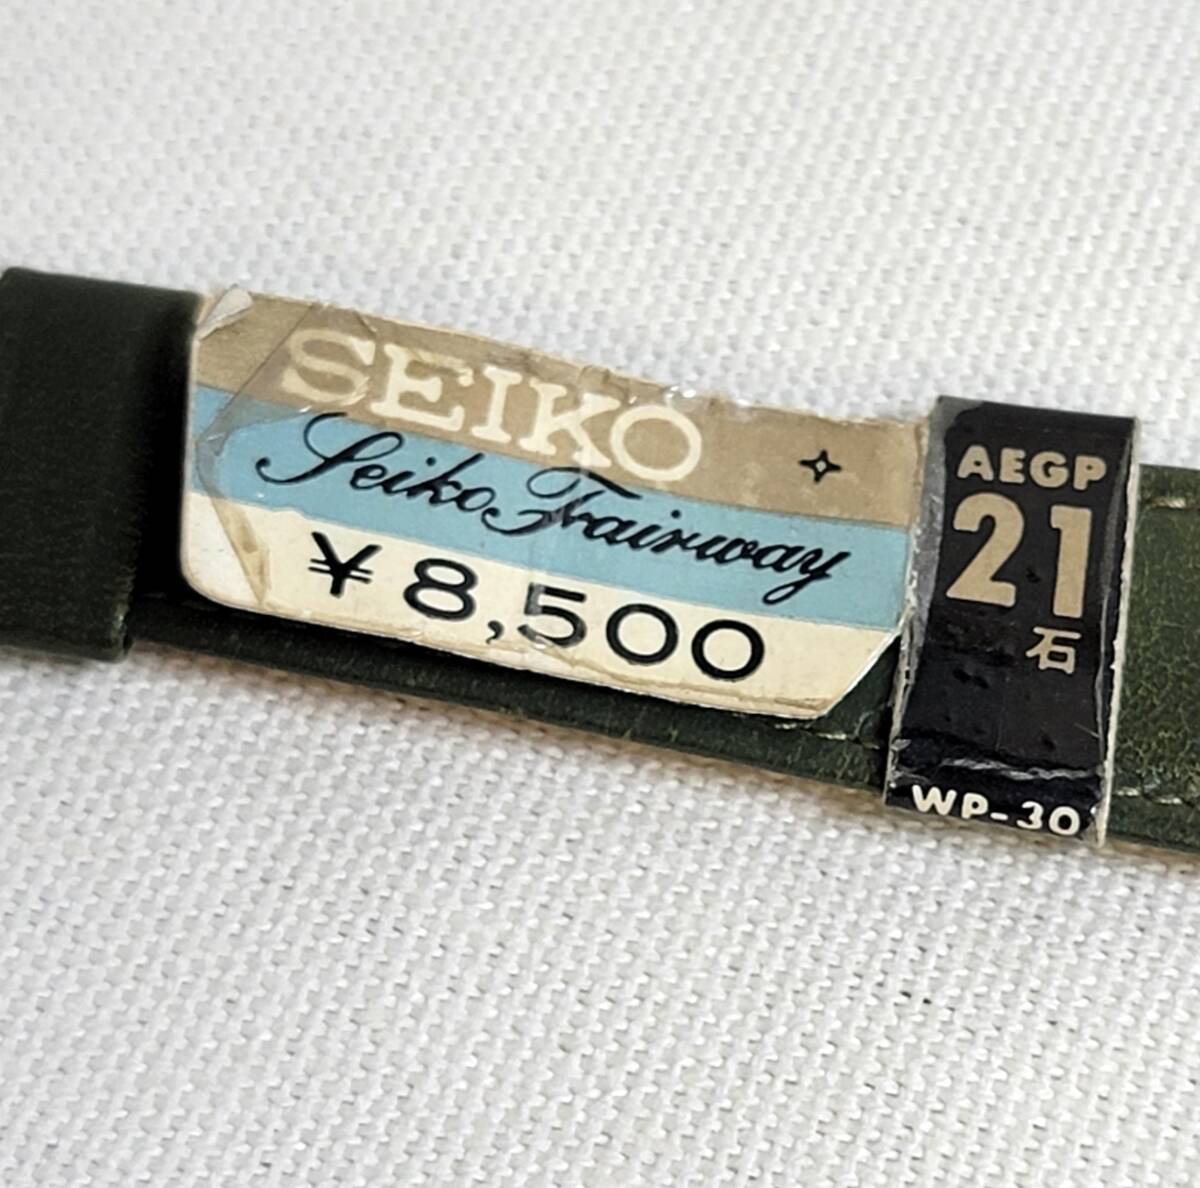 SEIKO
Seiko Fairway
¥8,500
AEGP
21
石
WP-30